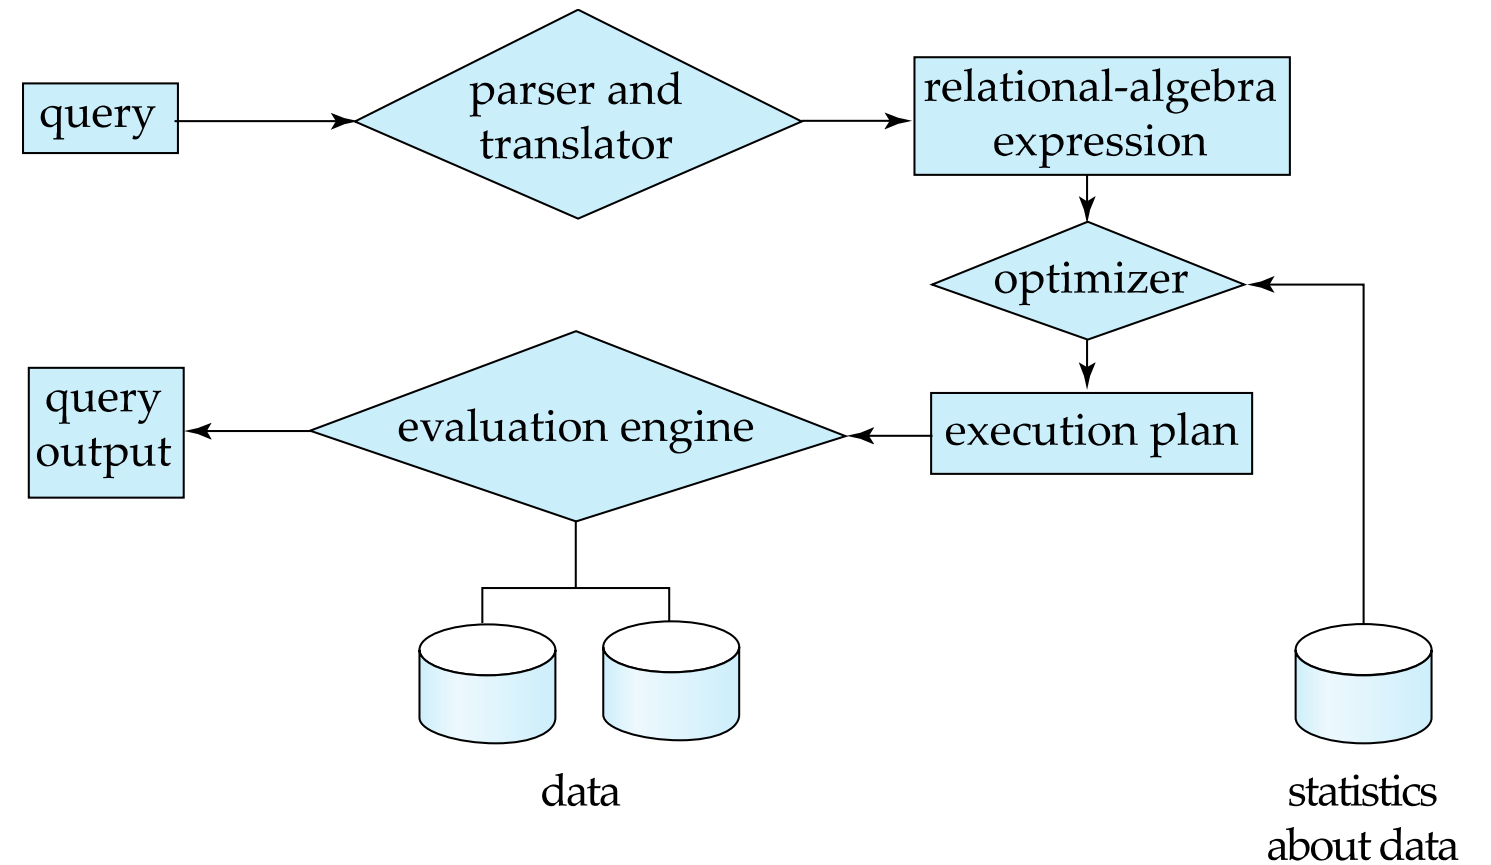 query
parser and
translator
relational-algebra
expression
optimizer
query
output
evaluation engine
execution plan
data
statistics
about data